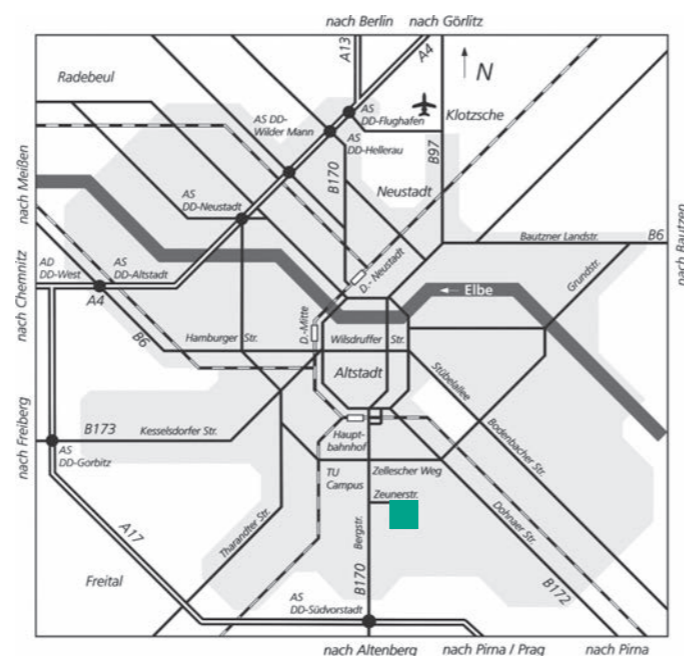 nach Berlin
nach Görlitz
A13
A4
N
Radebeul
AS DD-
Wilder Mann
AS
DD-Flughafen
Klotzsche
AS
DD-Hellerau
B170
B97
nach Meißen
AS
DD-Neustadt
Neustadt
Bautzner Landstr.
B6
nach Bautzen
AD
DD-West
AS
DD-Altstadt
A4
nach Chemnitz
D.- Neustadt
Grundstr.
Elbe
B6
Hamburger Str.
D.-Mitte
Wilsdruffer Str.
Altstadt
Stübelallee
nach Freiberg
B173
Kesselsdorfer Str.
Bodenbacher Str.
AS
DD-Gorbitz
Haupt-
bahnhof
TU
Campus
Zellescher Weg
Zeunerstr.
A17
Tharandter Str.
Bergstr.
Dohnaer Str.
Freital
B170
B172
AS
DD-Südvorstadt
nach Altenberg
nach Pirna / Prag
nach Pirna